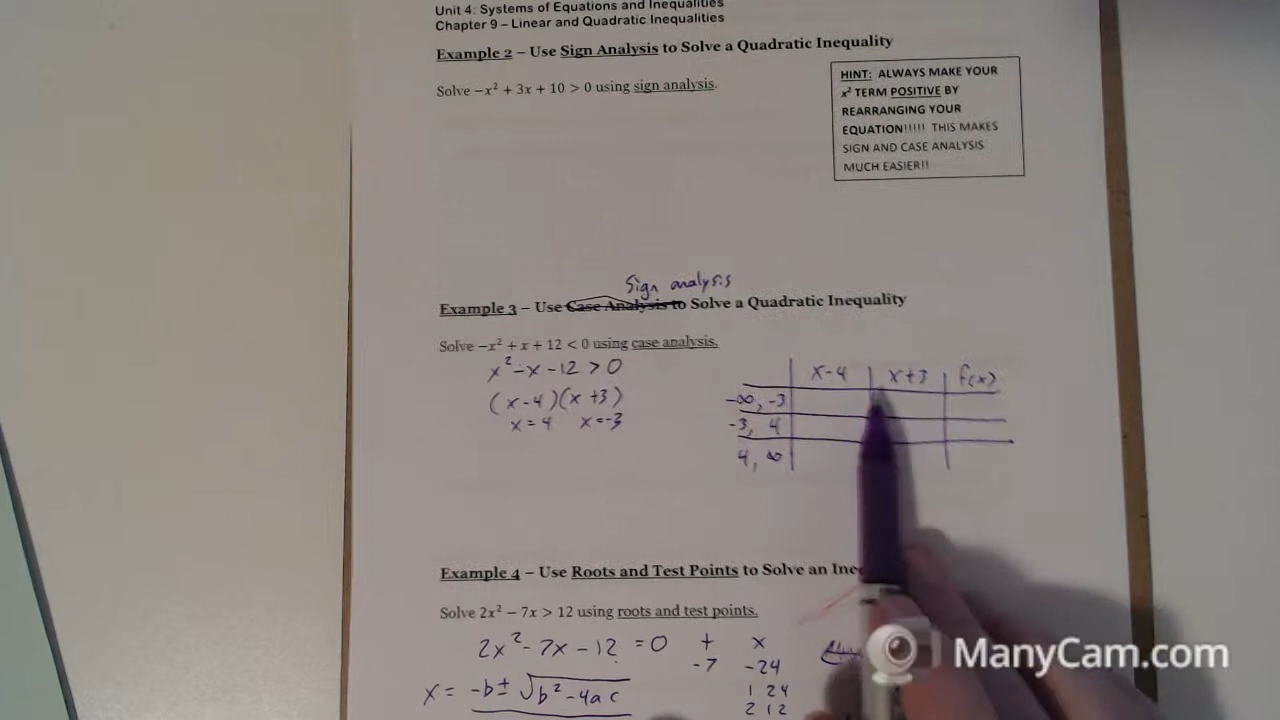 Unit 4: Systems of Equations and Inequalities
Chapter 9 – Linear and Quadratic Inequalities
Example 2 – Use Sign Analysis to Solve a Quadratic Inequality
Solve −x² + 3x + 10 > 0 using sign analysis.
HINT: ALWAYS MAKE YOUR
x² TERM POSITIVE BY
REARRANGING YOUR
EQUATION!!!!! THIS MAKES
SIGN AND CASE ANALYSIS
MUCH EASIER!!
Sign analysis
Example 3 – Use Case Analysis to Solve a Quadratic Inequality
Solve −x² + x + 12 < 0 using case analysis.
x² - x - 12 > 0
(x-4)(x+3)
x = 4 x = -3
x-4 x+3 f(x)
-∞, -3
-3, 4
4, ∞
Example 4 – Use Roots and Test Points to Solve an
Solve 2x² − 7x > 12 using roots and test points.
2x² - 7x - 12 = 0
+ x
-7 -24
1 24
2 12
x = -b ± √b² - 4ac
ManyCam.com